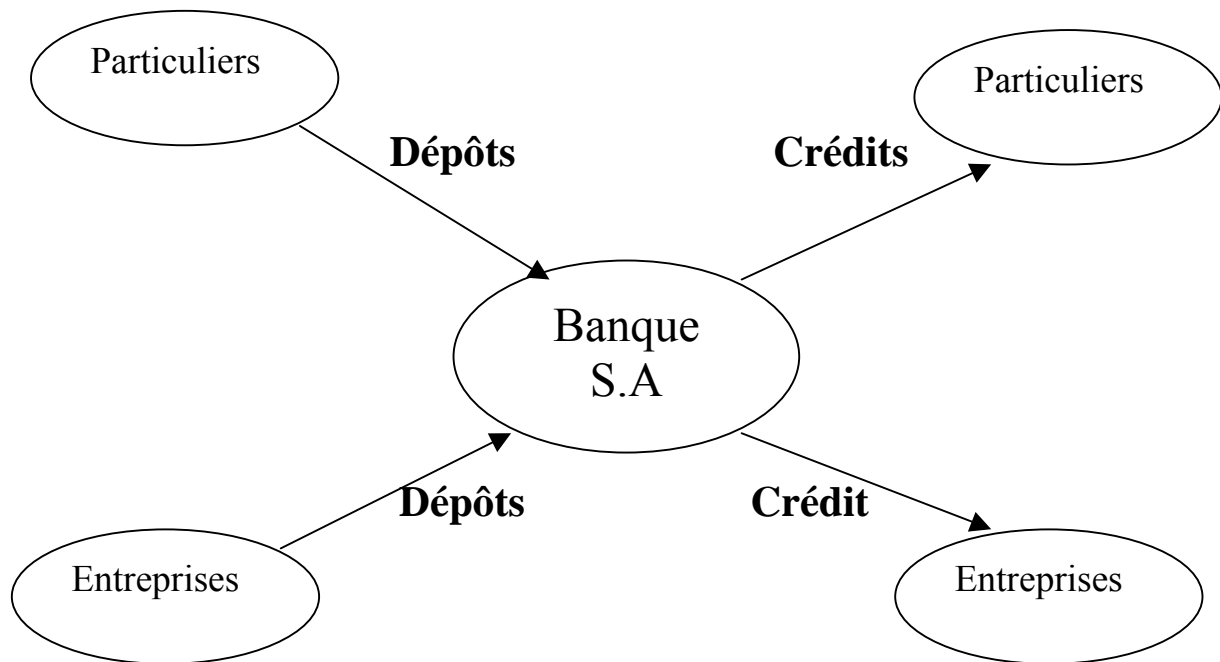 Particuliers
Particuliers
Dépôts
Crédits
Banque
S.A
Dépôts
Crédit
Entreprises
Entreprises